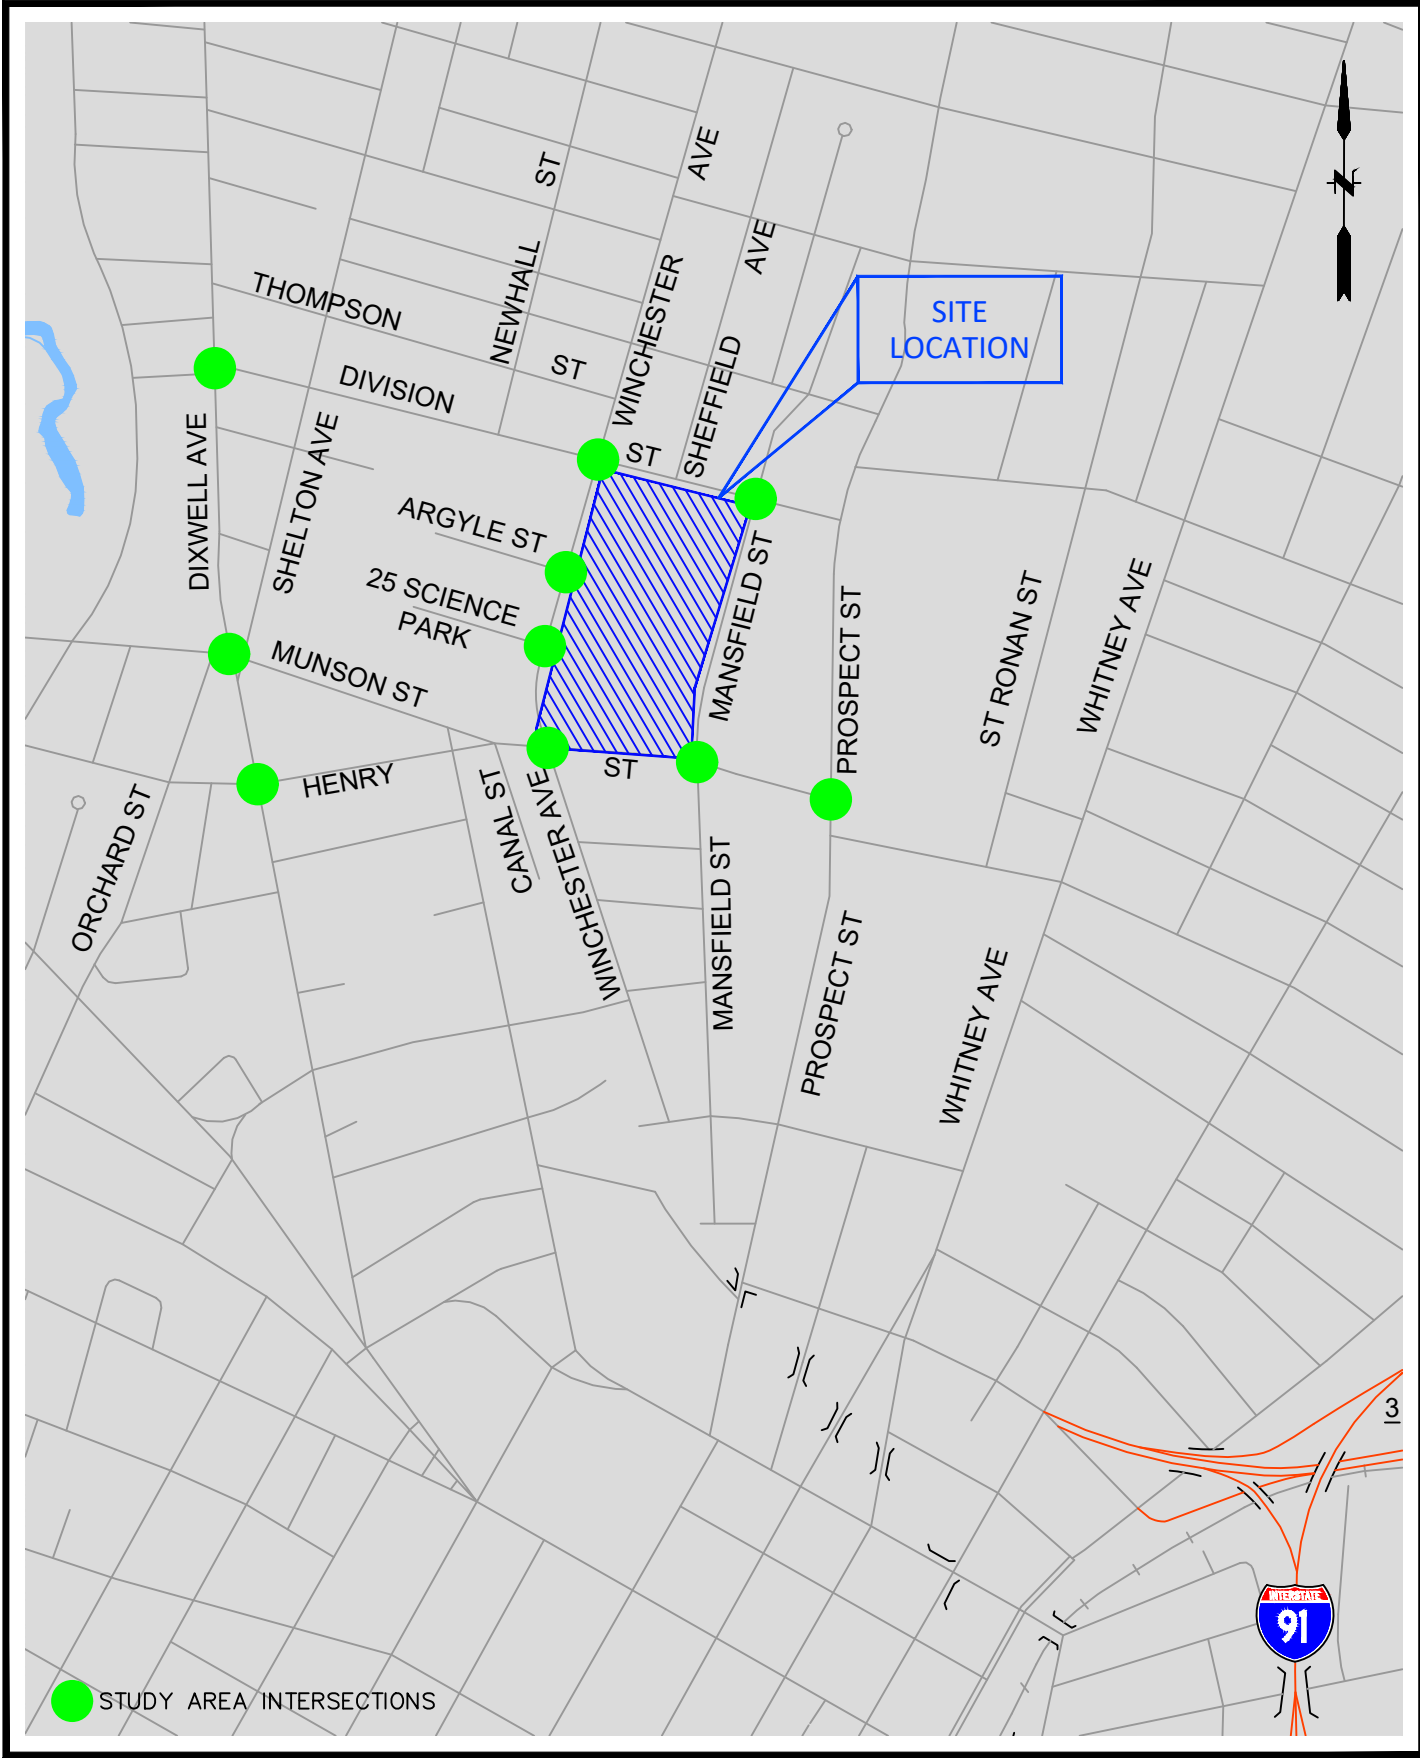 AVE
ST
AVE
NEWHALL
WINCHESTER
THOMPSON
SITE
LOCATION
ST
SHEFFIELD
DIVISION
ST
DIXWELL AVE
SHELTON AVE
ARGYLE ST
25 SCIENCE
PARK
MANSFIELD ST
PROSPECT ST
ST RONAN ST
WHITNEY AVE
MUNSON ST
ST
HENRY
CANAL ST
WINCHESTER AVE
ORCHARD ST
MANSFIELD ST
PROSPECT ST
WHITNEY AVE
3
INTERSTATE
91
STUDY AREA INTERSECTIONS
N